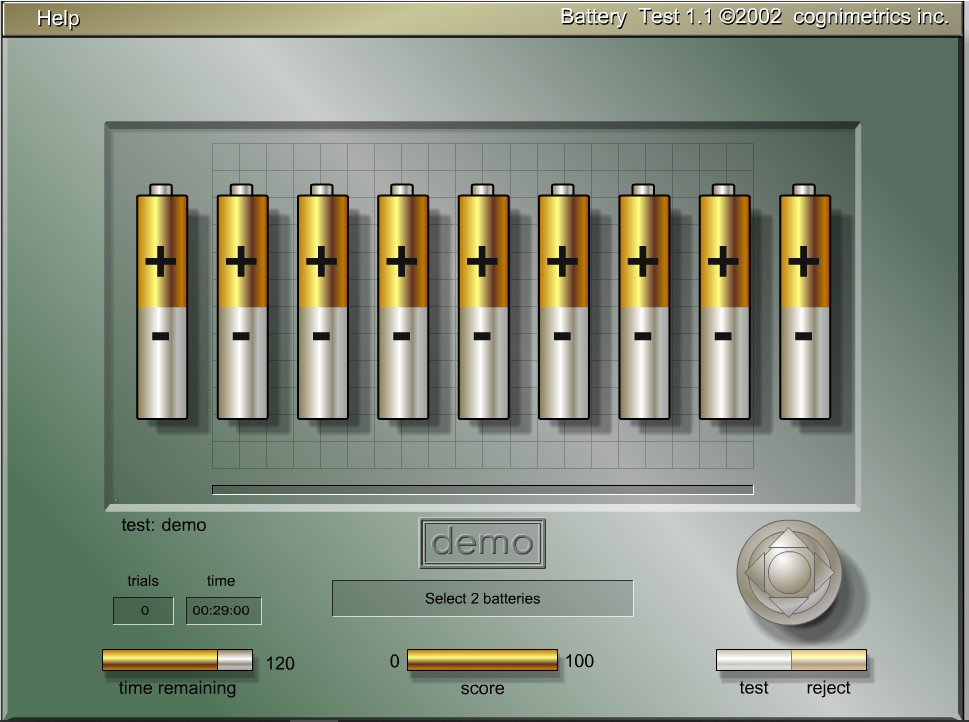 Help
Battery Test 1.1 ©2002 cognimetrics inc.
+ + + + + + + + +
- - - - - - - - -
test: demo
demo
trials time
0 00:29:00
Select 2 batteries
120
0 100
time remaining
score
test reject